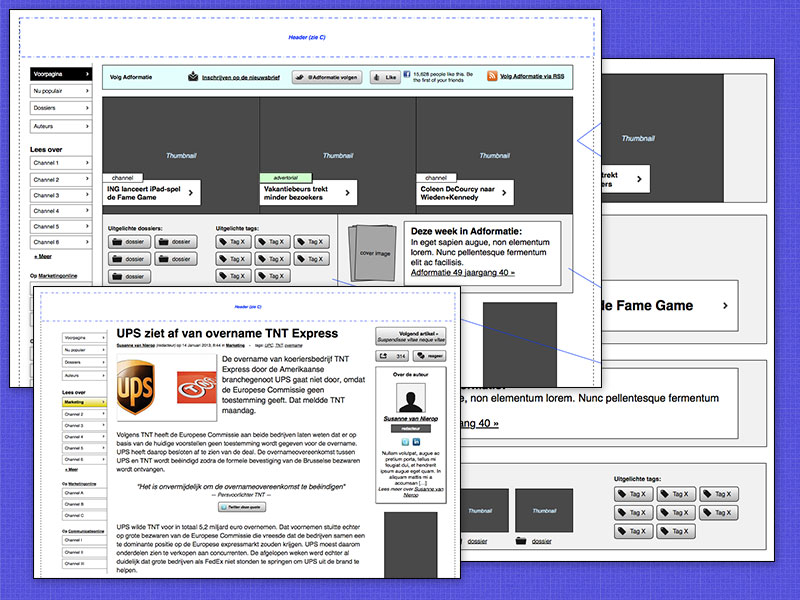 Header (zie C)
Voorpagina
Nu populair
Dossiers
Auteurs
Lees over
Channel 1
Channel 2
Channel 3
Channel 4
Channel 5
Channel 6
+ Meer
Op Marketingonline
Volg Adformatie
Inschrijven op de nieuwsbrief
@Adformatie volgen
Like
15,628 people like this. Be
the first of your friends
Volg Adformatie via RSS
Thumbnail
channel
ING lanceert iPad-spel
de Fame Game
Thumbnail
advertorial
Vakantiebeurs trekt
minder bezoekers
Thumbnail
channel
Coleen DeCourcy naar
Wieden+Kennedy
Uitgelichte dossiers:
dossier
dossier
dossier
dossier
dossier
Uitgelichte tags:
Tag X
Tag X
Tag X
Tag X
Tag X
Tag X
Tag X
Tag X
cover image
Deze week in Adformatie:
In eget sapien augue, non elementum
lorem. Nunc pellentesque fermentum
elit ac facilisis.
Adformatie 49 jaargang 40 »
Thumbnail
trekt
ers
le Fame Game
e, non elementum lorem. Nunc pellentesque fermentum
ang 40 »
Thumbnail
Thumbnail
dossier
dossier
Uitgelichte tags:
Tag X
Tag X
Tag X
Tag X
Tag X
Tag X
Tag X
Tag X
Header (zie C)
Voorpagina
Nu populair
Dossiers
Auteurs
Lees over
Marketing
Channel 2
Channel 3
Channel 4
Channel 5
Channel 6
+ Meer
Op Marketingonline
Channel A
Channel B
Channel C
Op Communicatieonline
Channel I
Channel II
Channel III
UPS ziet af van overname TNT Express
Susanne van Nierop (redacteur) op 14 januari 2013, 8:44 in Marketing • tags: UPC, TNT, overname
UPS
TNT
De overname van koeriersbedrijf TNT
Express door de Amerikaanse
branchegenoot UPS gaat niet door, omdat
de Europese Commissie geen
toestemming geeft. Dat meldde TNT
maandag.
Volgens TNT heeft de Europese Commissie aan beide bedrijven laten weten dat er op
basis van de huidige voorstellen geen toestemming wordt gegeven voor de overname.
UPS heeft daarop besloten af te zien van de deal. De overnameovereenkomst tussen
UPS en TNT wordt beëindigd zodra de formele bevestiging van de Brusselse bezwaren
wordt ontvangen.
"Het is onvermijdelijk om de overnameovereenkomst te beëindigen"
— Persvoorlichter TNT —
Twitter deze quote
UPS wilde TNT voor in totaal 5,2 miljard euro overnemen. Dat voornemen stuitte echter
op grote bezwaren van de Europese Commissie die vreesde dat de bedrijven samen een
te dominante positie op de Europese expressmarkt zouden krijgen. UPS moest daarom
onderdelen zien te verkopen aan concurrenten. De afgelopen weken werd echter al
duidelijk dat grote bedrijven als FedEx niet stonden te springen om UPS uit de brand te
helpen.
Volgend artikel »
Suspendisse vitae neque vitae
314
reageer
Over de auteur
Susanne van Nierop
redacteur
Nullam volutpat, augue ac
pretium porta, tellus mi
feugiat dui, et hendrerit
ipsum augue eget quam. In
aliquam mattis mi a
accumsan [...]
Lees meer over Susanne van
Nierop